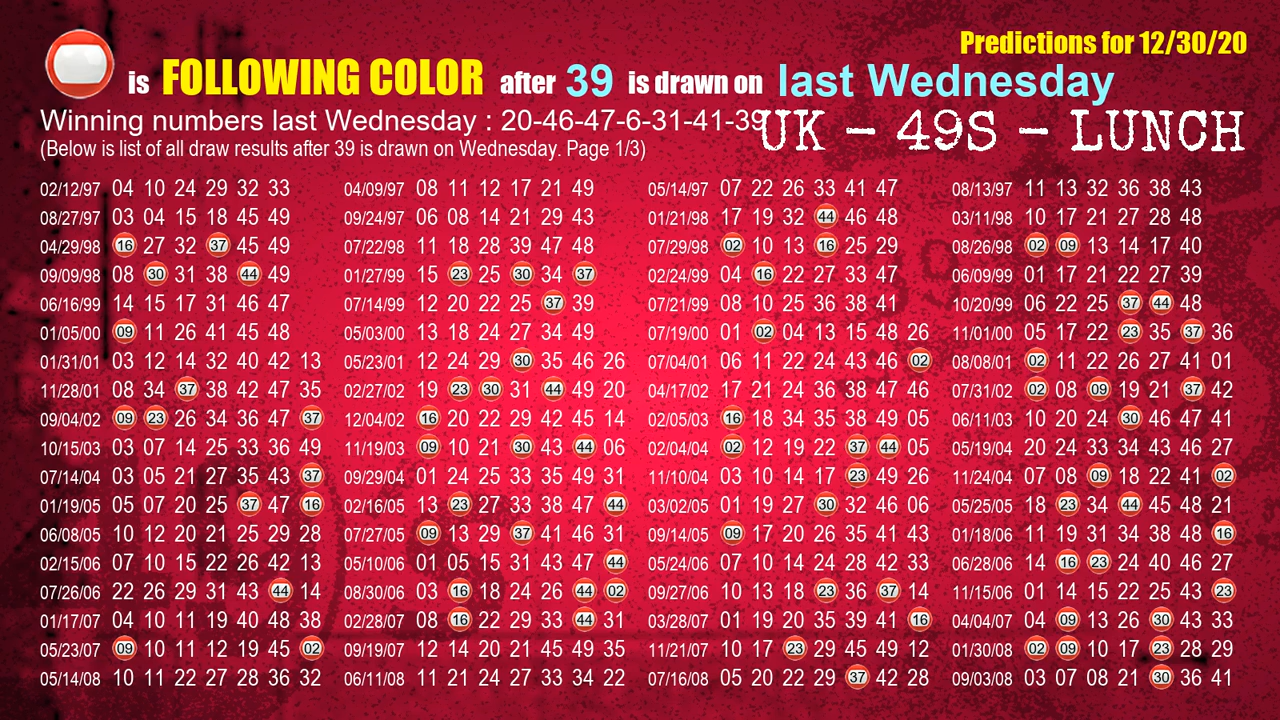 Predictions for 12/30/20
is FOLLOWING COLOR after 39 is drawn on last Wednesday
Winning numbers last Wednesday : 20-46-47-6-31-41-39
UK - 49S - LUNCH
(Below is list of all draw results after 39 is drawn on Wednesday. Page 1/3)
02/12/97 04 10 24 29 32 33 04/09/97 08 11 12 17 21 49 05/14/97 07 22 26 33 41 47 08/13/97 11 13 32 36 38 43
08/27/97 03 04 15 18 45 49 09/24/97 06 08 14 21 29 43 01/21/98 17 19 32 44 46 48 03/11/98 10 17 21 27 28 48
04/29/98 16 27 32 37 45 49 07/22/98 11 18 28 39 47 48 07/29/98 02 10 13 16 25 29 08/26/98 02 09 13 14 17 40
09/09/98 08 30 31 38 44 49 01/27/99 15 23 25 30 34 37 02/24/99 04 16 22 27 33 47 06/09/99 01 17 21 22 27 39
06/16/99 14 15 17 31 46 47 07/14/99 12 20 22 25 37 39 07/21/99 08 10 25 36 38 41 10/20/99 06 22 25 37 44 48
01/05/00 09 11 26 41 45 48 05/03/00 13 18 24 27 34 49 07/19/00 01 02 04 13 15 48 26 11/01/00 05 17 22 23 35 37 36
01/31/01 03 12 14 32 40 42 13 05/23/01 12 24 29 30 35 46 26 07/04/01 06 11 22 24 43 46 02 08/08/01 02 11 22 26 27 41 01
11/28/01 08 34 37 38 42 47 35 02/27/02 19 23 30 31 44 49 20 04/17/02 17 21 24 36 38 47 46 07/31/02 02 08 09 19 21 37 42
09/04/02 09 23 26 34 36 47 37 12/04/02 16 20 22 29 42 45 14 02/05/03 16 18 34 35 38 49 05 06/11/03 10 20 24 30 46 47 41
10/15/03 03 07 14 25 33 36 49 11/19/03 09 10 21 30 43 44 06 02/04/04 02 12 19 22 37 44 05 05/19/04 20 24 33 34 43 46 27
07/14/04 03 05 21 27 35 43 37 09/29/04 01 24 25 33 35 49 31 11/10/04 03 10 14 17 23 49 26 11/24/04 07 08 09 18 22 41 02
01/19/05 05 07 20 25 37 47 16 02/16/05 13 23 27 33 38 47 44 03/02/05 01 19 27 30 32 46 06 05/25/05 18 23 34 44 45 48 21
06/08/05 10 12 20 21 25 29 28 07/27/05 09 13 29 37 41 46 31 09/14/05 09 17 20 26 35 41 43 01/18/06 11 19 31 34 38 48 16
02/15/06 07 10 15 22 26 42 13 05/10/06 01 05 15 31 43 47 44 05/24/06 07 10 14 24 28 42 33 06/28/06 14 16 23 24 40 46 27
07/26/06 22 26 29 31 43 44 14 08/30/06 03 16 18 24 26 44 02 09/27/06 10 13 18 23 36 37 14 11/15/06 01 14 15 22 25 43 23
01/17/07 04 10 11 19 40 48 38 02/28/07 08 16 22 29 33 44 31 03/28/07 01 19 20 35 39 41 16 04/04/07 04 09 13 26 30 43 33
05/23/07 09 10 11 12 19 45 02 09/19/07 12 14 20 21 45 49 35 11/21/07 10 17 23 29 45 49 12 01/30/08 02 09 10 17 23 28 29
05/14/08 10 11 22 27 28 36 32 06/11/08 11 21 24 27 33 34 22 07/16/08 05 20 22 29 37 42 28 09/03/08 03 07 08 21 30 36 41